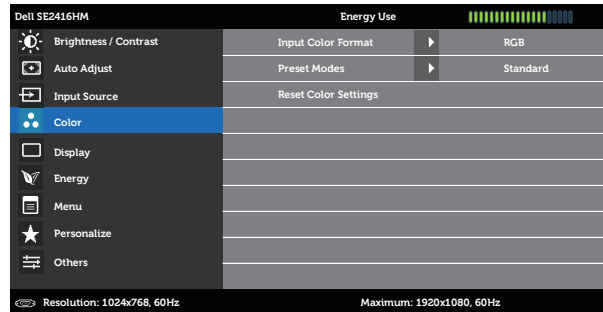 Dell SE2416HM Energy Use
Brightness / Contrast Input Color Format RGB
Auto Adjust Preset Modes Standard
Input Source Reset Color Settings
Color
Display
Energy
Menu
Personalize
Others
Resolution: 1024x768, 60Hz Maximum: 1920x1080, 60Hz